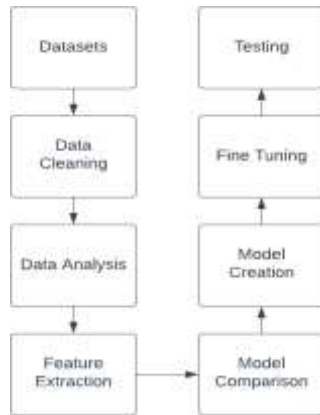 Datasets
Data
Cleaning
Data Analysis
Feature
Extraction
Model
Comparison
Model
Creation
Fine Tuning
Testing